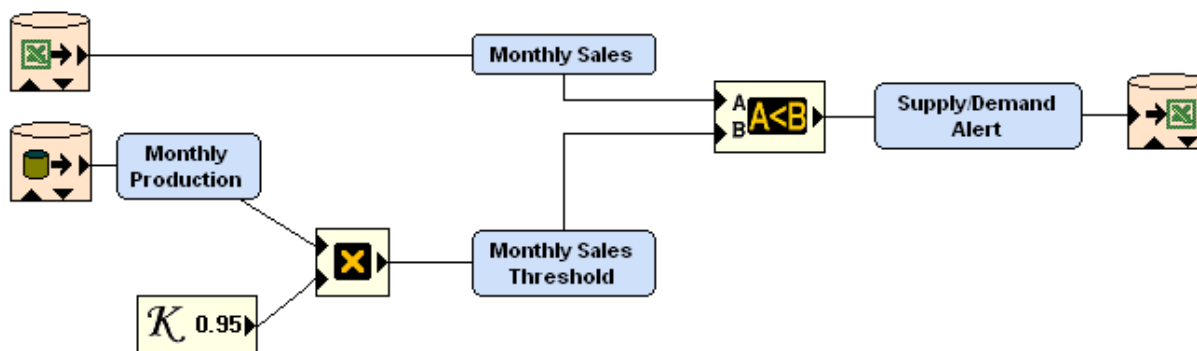 Monthly Sales
A
B
A<B
Supply/Demand
Alert
Monthly
Production
×
Monthly Sales
Threshold
K 0.95